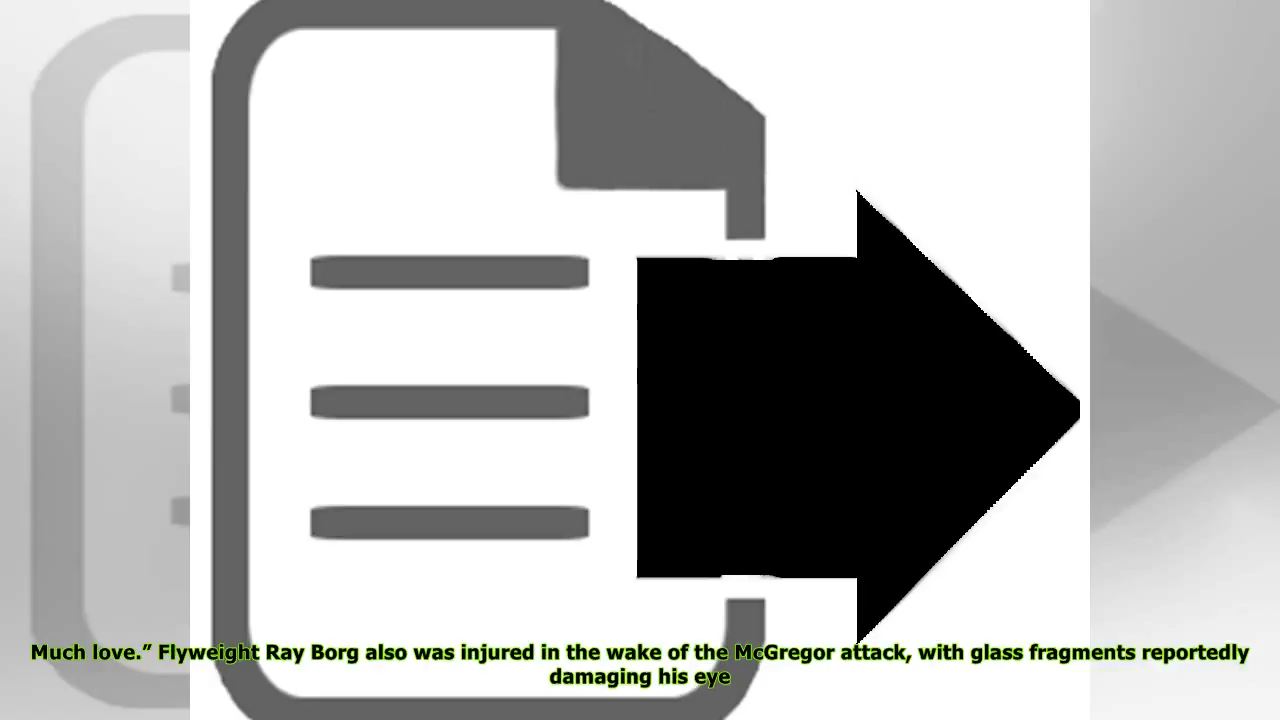 Much love.” Flyweight Ray Borg also was injured in the wake of the McGregor attack, with glass fragments reportedly
damaging his eye